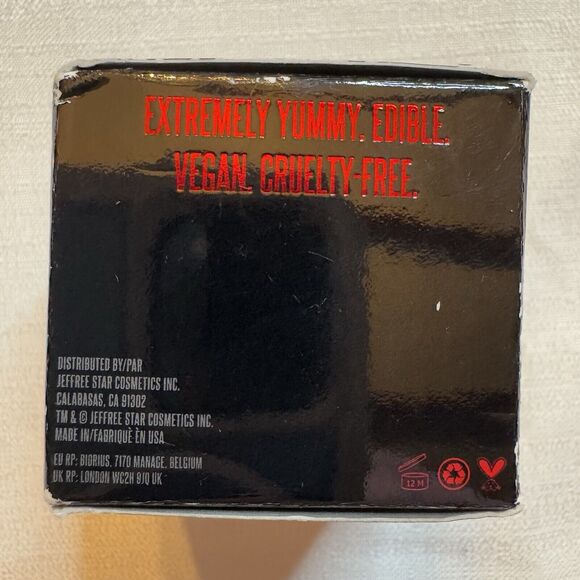 EXTREMELY YUMMY. EDIBLE.
VEGAN. CRUELTY-FREE.
DISTRIBUTED BY/PAR
JEFFREE STAR COSMETICS INC.
CALABASAS, CA 91302
TM & © JEFFREE STAR COSMETICS INC.
MADE IN/FABRIQUÉ ÈN USA
EU RP: BIORIUS, 7170 MANAGE, BELGIUM
UK RP: LONDON WC2H 9JQ UK
12 M